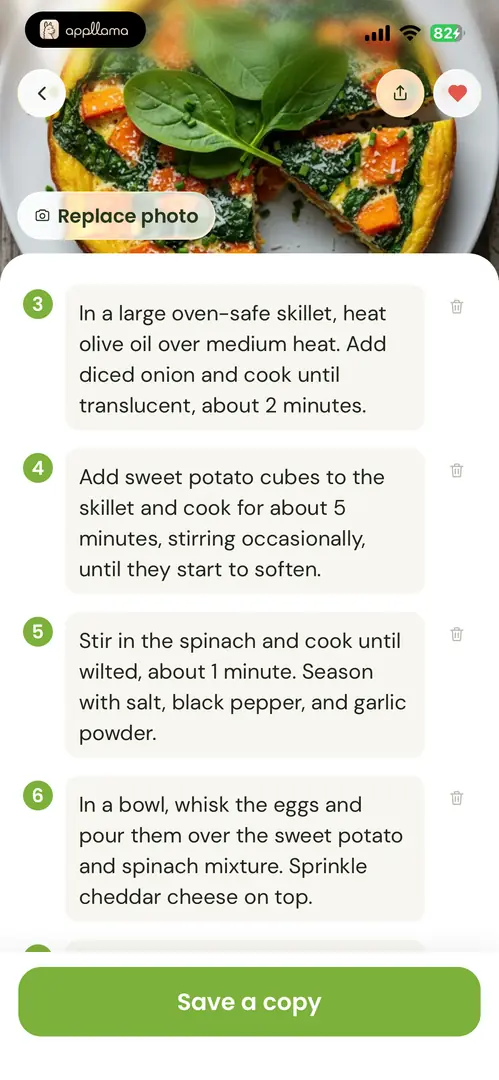 appllama
82
Replace photo
3
In a large oven-safe skillet, heat
olive oil over medium heat. Add
diced onion and cook until
translucent, about 2 minutes.
4
Add sweet potato cubes to the
skillet and cook for about 5
minutes, stirring occasionally,
until they start to soften.
5
Stir in the spinach and cook until
wilted, about 1 minute. Season
with salt, black pepper, and garlic
powder.
6
In a bowl, whisk the eggs and
pour them over the sweet potato
and spinach mixture. Sprinkle
cheddar cheese on top.
Save a copy